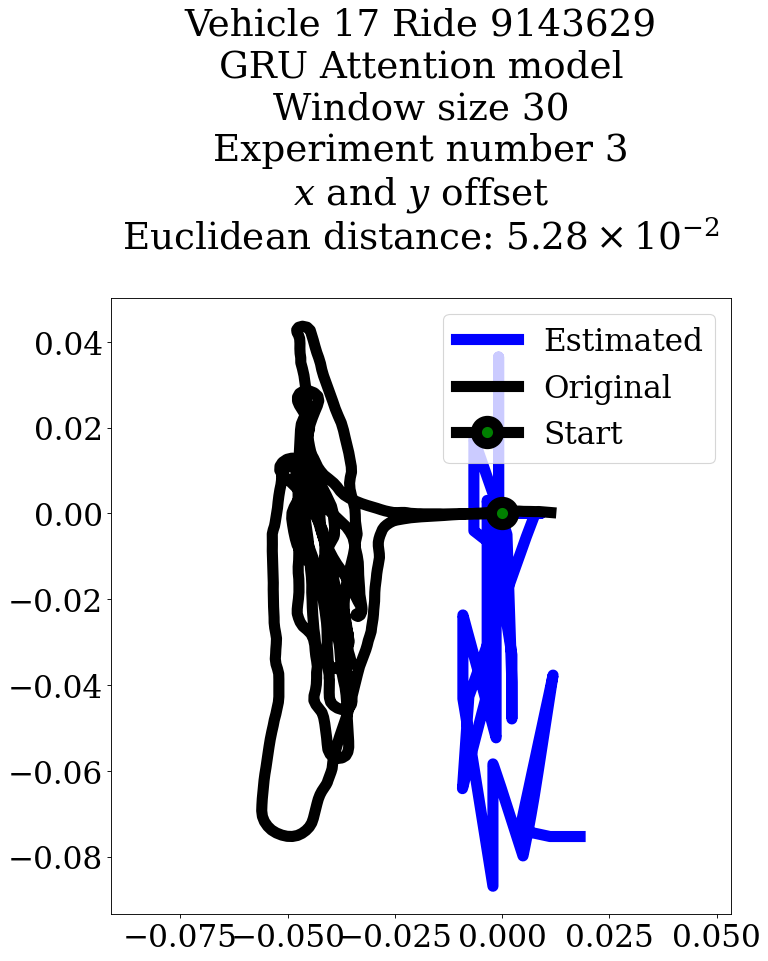 Vehicle 17 Ride 9143629
GRU Attention model
Window size 30
Experiment number 3
x and y offset
Euclidean distance: 5.28 × 10⁻²
Estimated
Original
Start
0.04
0.02
0.00
−0.02
−0.04
−0.06
−0.08
−0.075 −0.050 −0.025 0.000 0.025 0.050